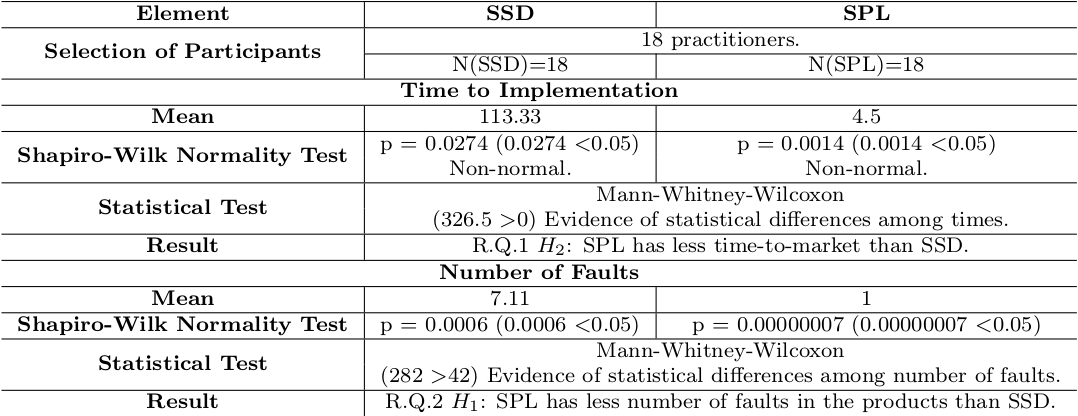 Element SSD SPL
Selection of Participants 18 practitioners.
N(SSD)=18 N(SPL)=18
Time to Implementation
Mean 113.33 4.5
Shapiro-Wilk Normality Test p = 0.0274 (0.0274 <0.05) p = 0.0014 (0.0014 <0.05)
Non-normal. Non-normal.
Statistical Test Mann-Whitney-Wilcoxon
(326.5 >0) Evidence of statistical differences among times.
Result R.Q.1 H2: SPL has less time-to-market than SSD.
Number of Faults
Mean 7.11 1
Shapiro-Wilk Normality Test p = 0.0006 (0.0006 <0.05) p = 0.00000007 (0.00000007 <0.05)
Statistical Test Mann-Whitney-Wilcoxon
(282 >42) Evidence of statistical differences among number of faults.
Result R.Q.2 H1: SPL has less number of faults in the products than SSD.